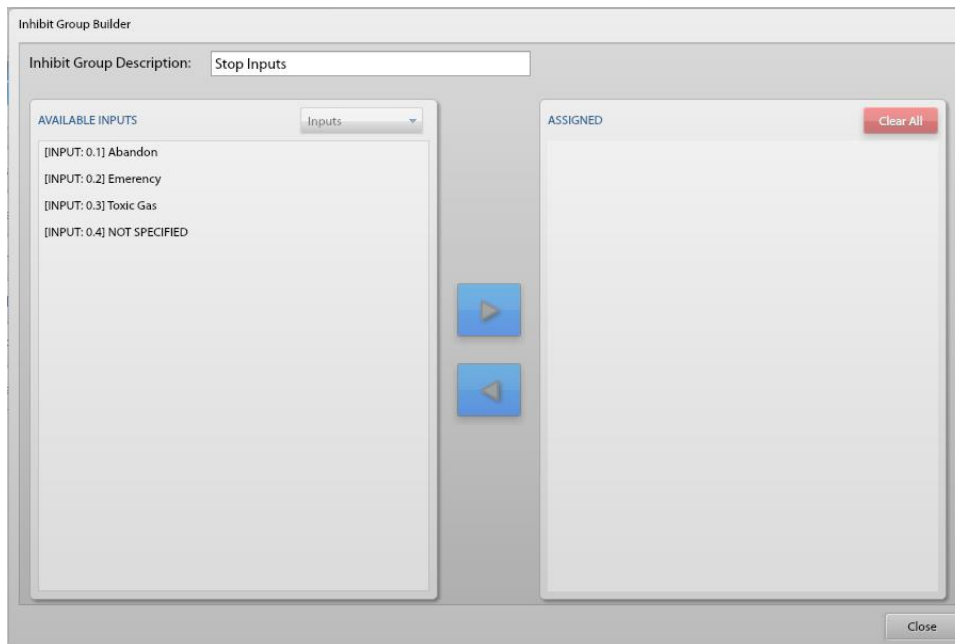 Inhibit Group Builder
Inhibit Group Description: Stop Inputs
AVAILABLE INPUTS Inputs
[INPUT: 0.1] Abandon
[INPUT: 0.2] Emerency
[INPUT: 0.3] Toxic Gas
[INPUT: 0.4] NOT SPECIFIED
ASSIGNED Clear All
Close